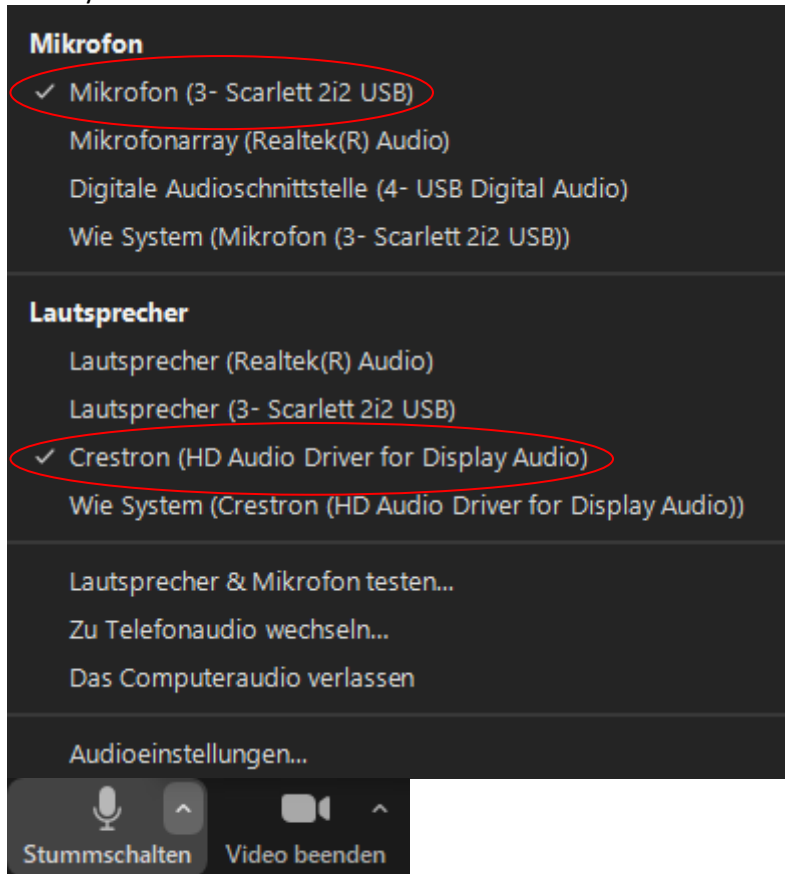 Mikrofon
Mikrofon (3- Scarlett 2i2 USB)
Mikrofonarray (Realtek(R) Audio)
Digitale Audioschnittstelle (4- USB Digital Audio)
Wie System (Mikrofon (3- Scarlett 2i2 USB))
Lautsprecher
Lautsprecher (Realtek(R) Audio)
Lautsprecher (3- Scarlett 2i2 USB)
Crestron (HD Audio Driver for Display Audio)
Wie System (Crestron (HD Audio Driver for Display Audio))
Lautsprecher & Mikrofon testen...
Zu Telefonaudio wechseln...
Das Computeraudio verlassen
Audioeinstellungen...
Stummschalten Video beenden